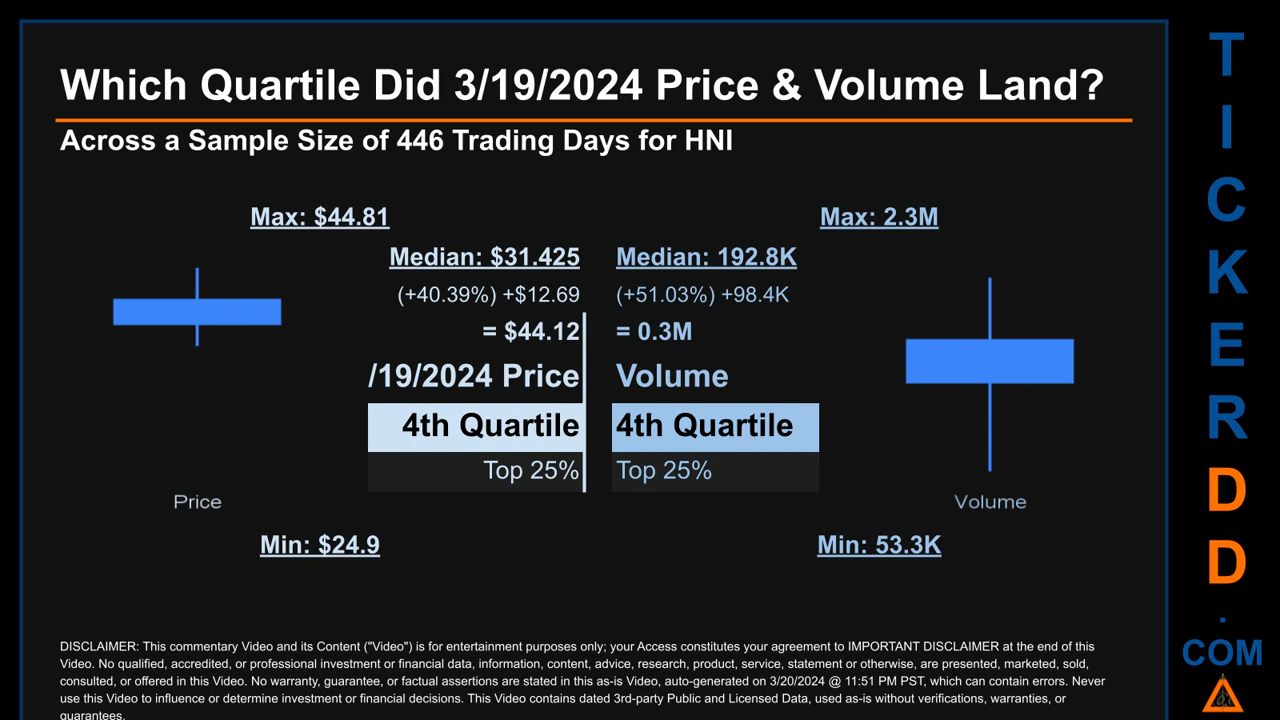 Which Quartile Did 3/19/2024 Price & Volume Land?
Across a Sample Size of 446 Trading Days for HNI
Max: $44.81
Max: 2.3M
Median: $31.425
Median: 192.8K
(+40.39%) +$12.69
(+51.03%) +98.4K
= $44.12
= 0.3M
/19/2024 Price
Volume
4th Quartile
4th Quartile
Top 25%
Top 25%
Price
Volume
Min: $24.9
Min: 53.3K
DISCLAIMER: This commentary Video and its Content ("Video") is for entertainment purposes only; your Access constitutes your agreement to IMPORTANT DISCLAIMER at the end of this
Video. No qualified, accredited, or professional investment or financial data, information, content, advice, research, product, service, statement or otherwise, are presented, marketed, sold,
consulted, or offered in this Video. No warranty, guarantee, or factual assertions are stated in this as-is Video, auto-generated on 3/20/2024 @ 11:51 PM PST, which can contain errors. Never
use this Video to influence or determine investment or financial decisions. This Video contains dated 3rd-party Public and Licensed Data, used as-is without verifications, warranties, or
guarantees.
T
I
C
K
E
R
D
D
.
COM